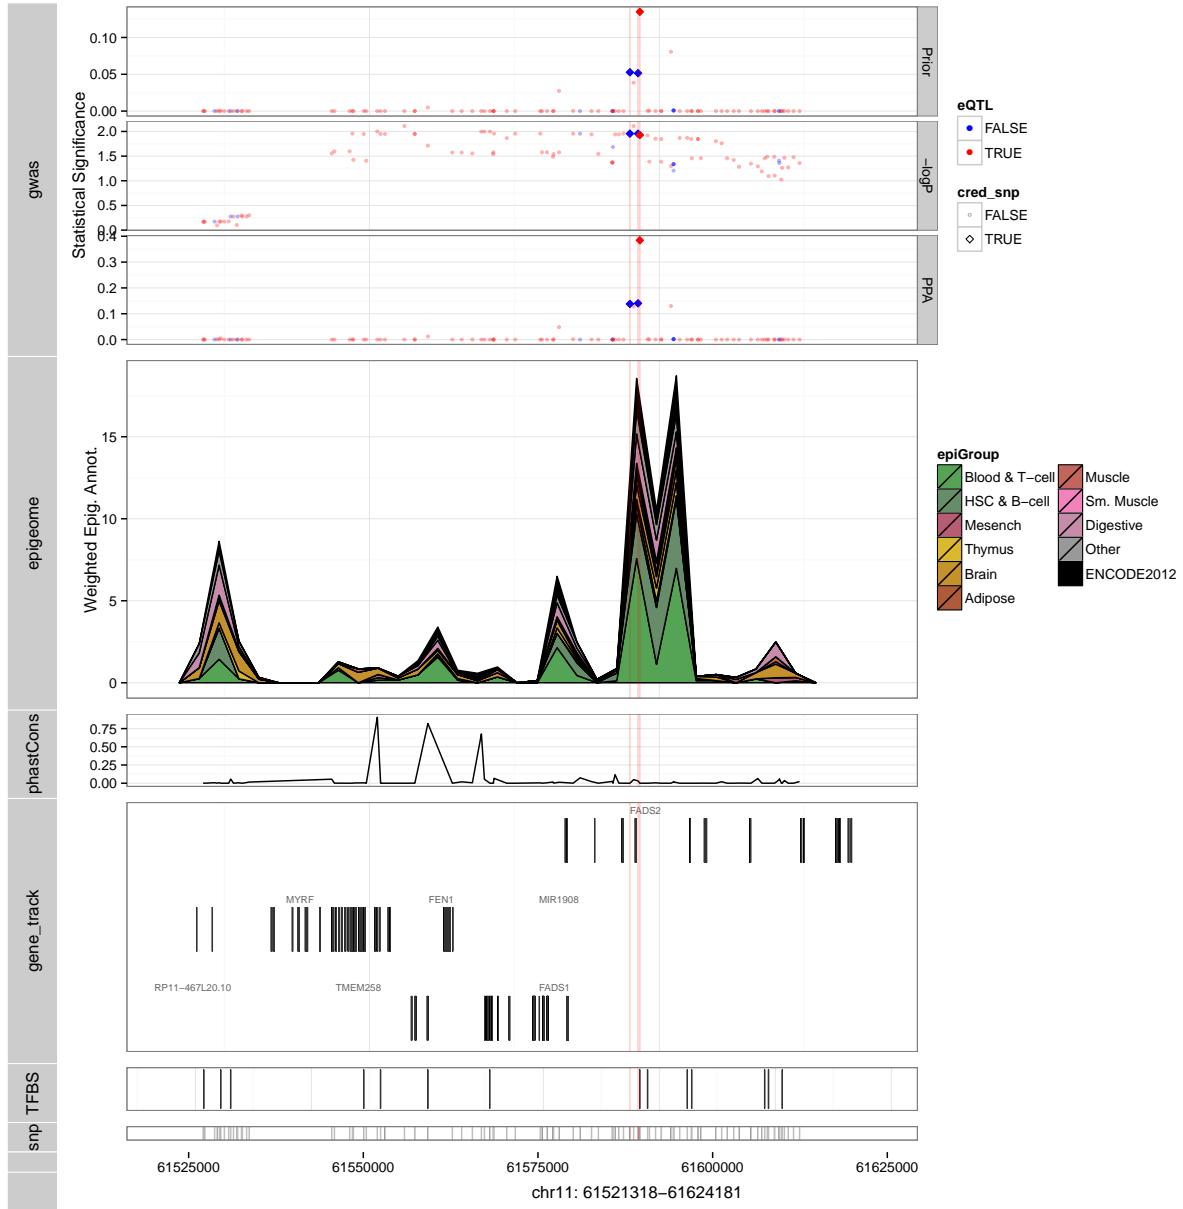 gwas
Statistical Significance
0.10
0.05
0.00
Prior
2.0
1.5
1.0
0.5
0.0
−logP
0.4
0.3
0.2
0.1
0.0
PPA
eQTL
FALSE
TRUE
cred_snp
FALSE
TRUE
epigeome
Weighted Epig. Annot.
15
10
5
0
epiGroup
Blood & T−cell
HSC & B−cell
Mesench
Thymus
Brain
Adipose
Muscle
Sm. Muscle
Digestive
Other
ENCODE2012
phastCons
0.75
0.50
0.25
0.00
gene_track
FADS2
MYRF FEN1 MIR1908
RP11−467L20.10 TMEM258 FADS1
TFBS
snp
61525000 61550000 61575000 61600000 61625000
chr11: 61521318−61624181